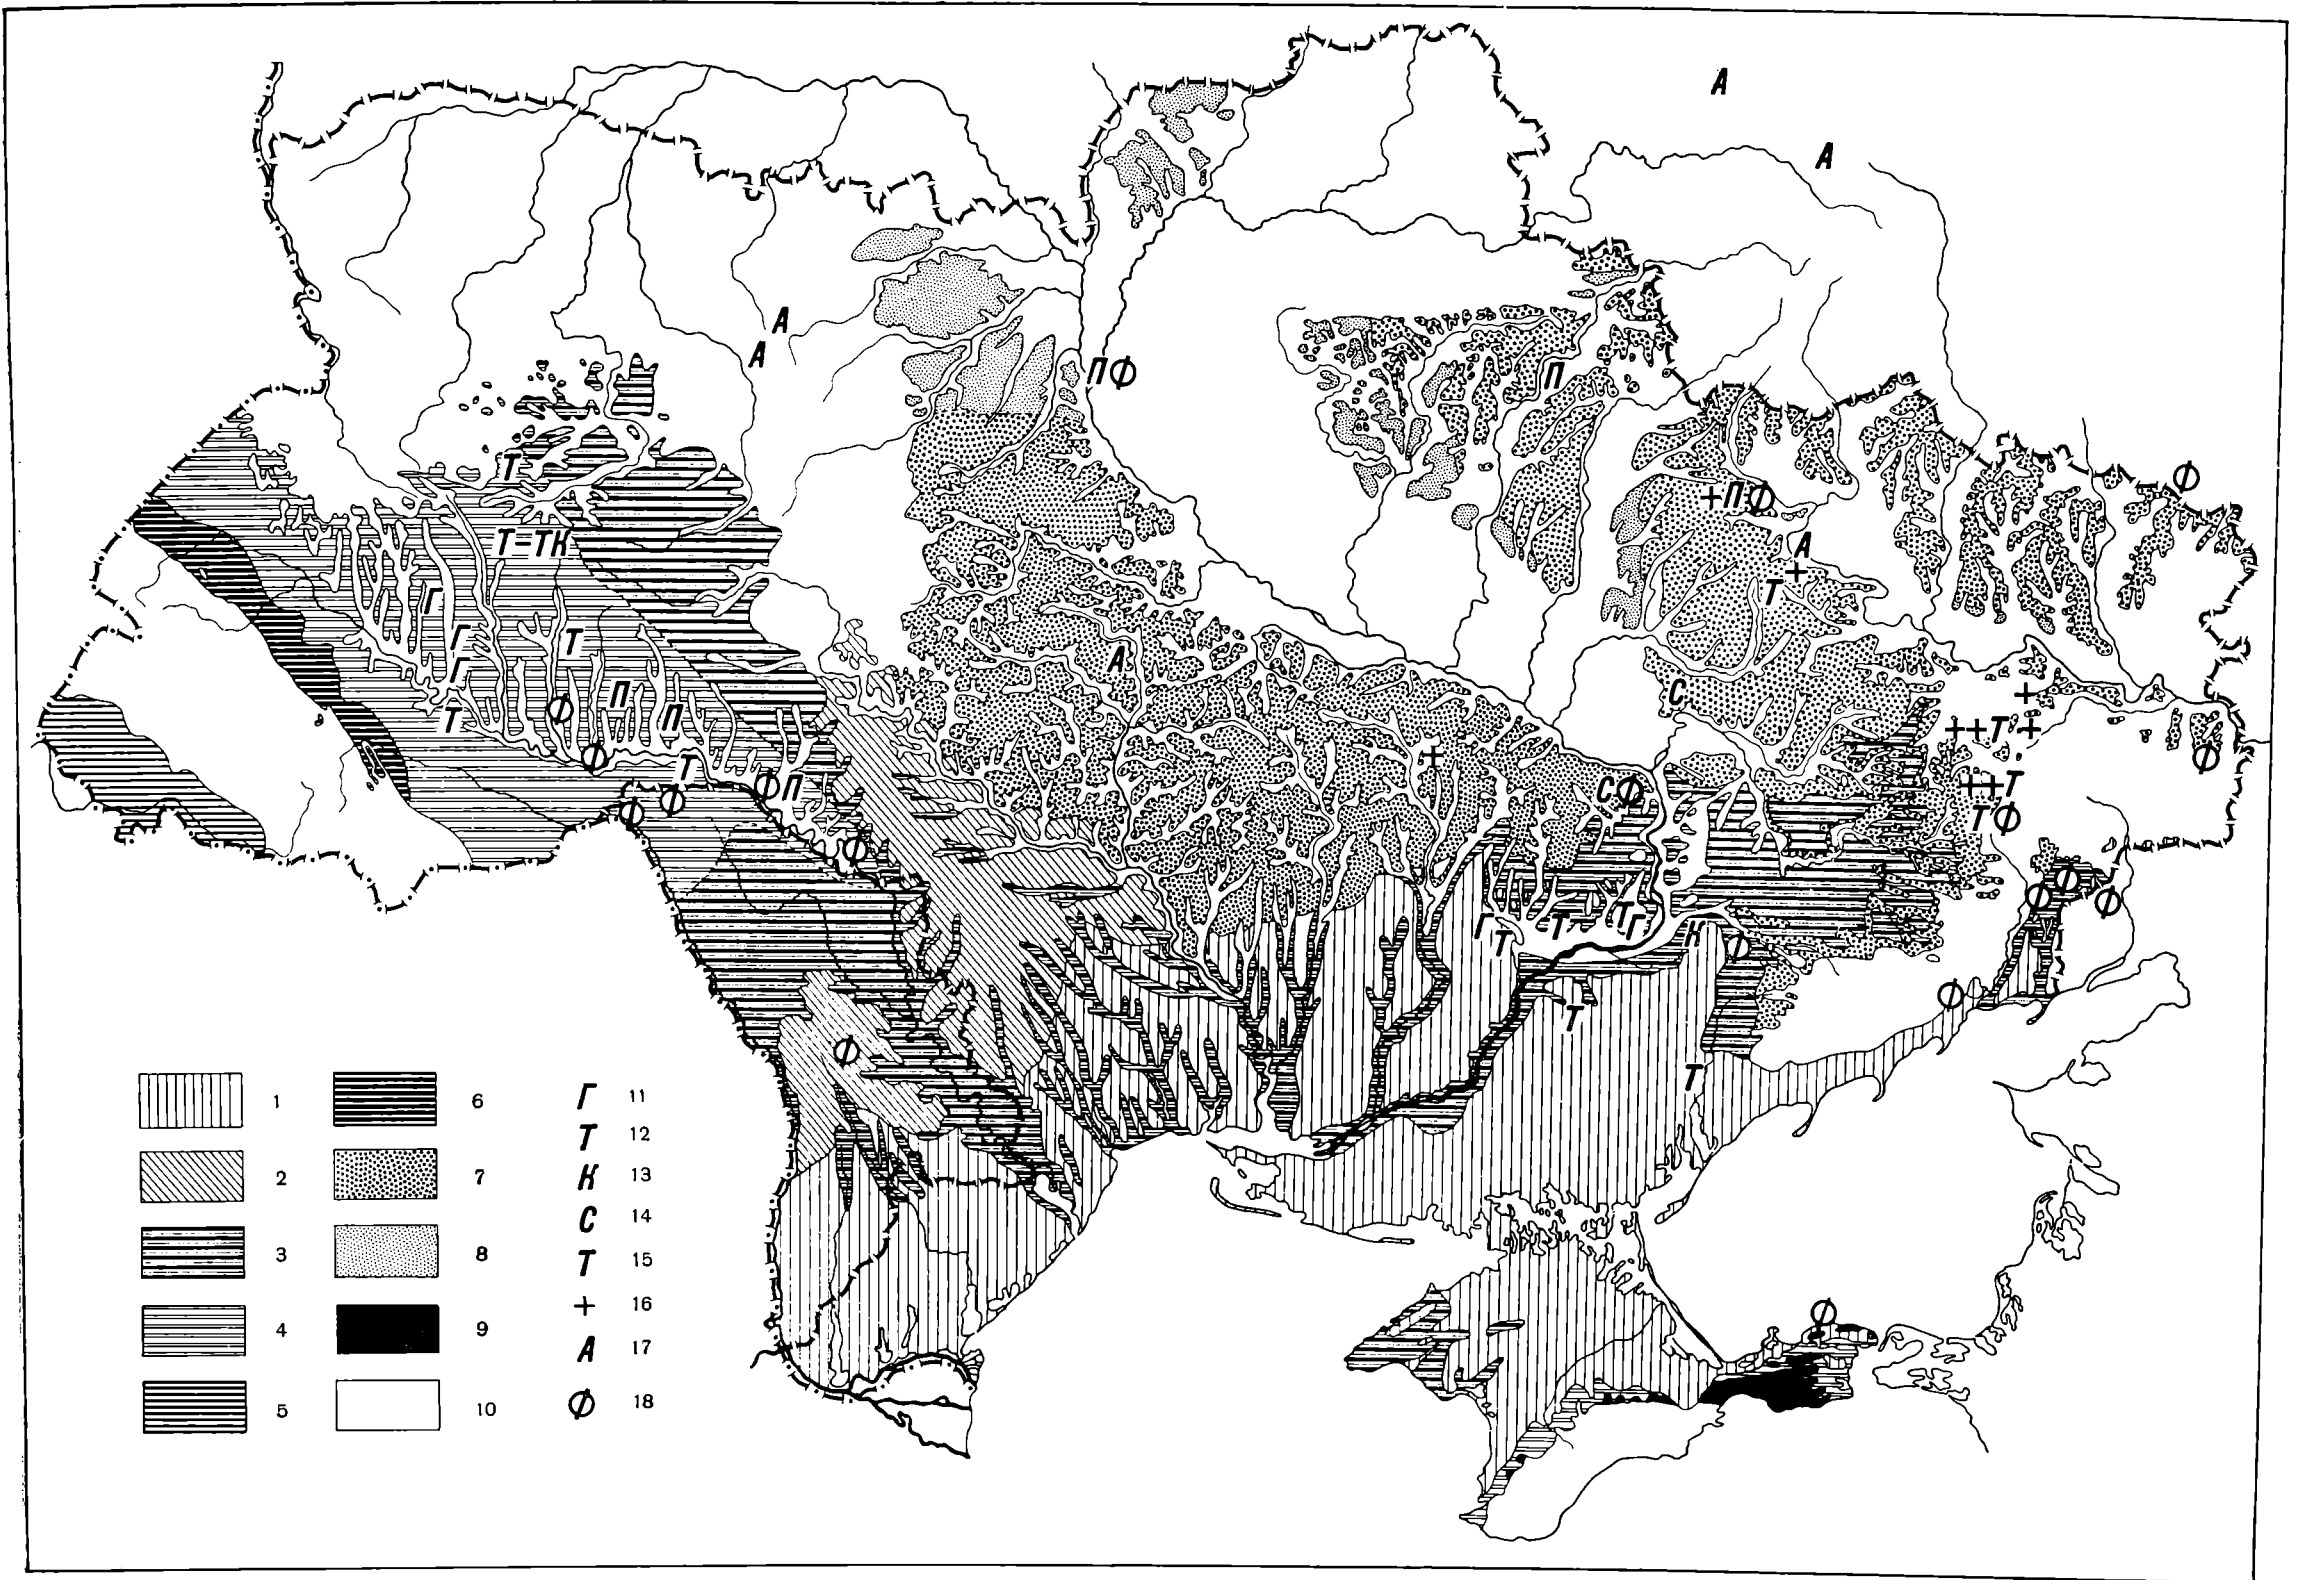 А
А
А
А
ПФ
П
Т
Ф
+ПФ
Т-ТК
А
+
Т
Г
Г
Т
А
Г
С
П
+
Ф
П
Т
++Т+
+
Ф
Ф
Т
Ф
П
СФ
++Т
Ф
Ф
ТФ
Ф
Ф
Ф
Ф
Г
Т
Т
ТГ
К
Ф
Ф
Т
Ф
Т
Ф
1
6
Г 11
Т 12
2
7
К 13
С 14
3
8
Т 15
+ 16
4
9
А 17
5
10
Ф 18